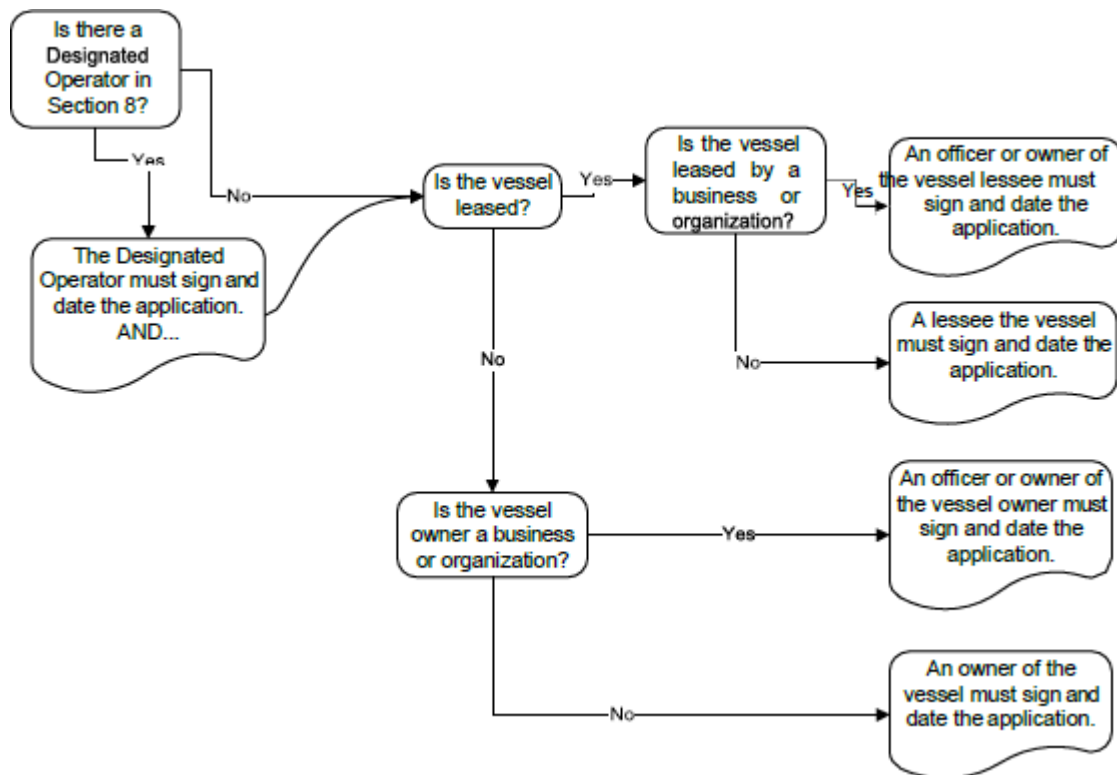 Is there a
Designated
Operator in
Section 8?
Yes
No
The Designated
Operator must sign and
date the application.
AND...
Is the vessel
leased?
Yes
Is the vessel
leased by a
business or
organization?
Yes
An officer or owner of
the vessel lessee must
sign and date the
application.
No
A lessee the vessel
must sign and date the
application.
No
Is the vessel
owner a business
or organization?
Yes
An officer or owner of
the vessel owner must
sign and date the
application.
No
An owner of the
vessel must sign and
date the application.